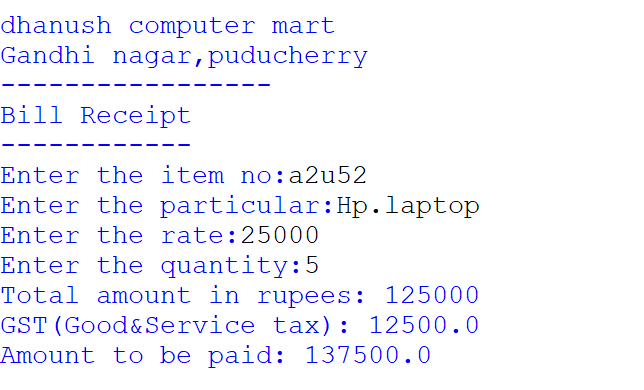 dhanush computer mart
Gandhi nagar,puducherry
-----------------
Bill Receipt
------------
Enter the item no:a2u52
Enter the particular:Hp.laptop
Enter the rate:25000
Enter the quantity:5
Total amount in rupees: 125000
GST(Good&Service tax): 12500.0
Amount to be paid: 137500.0